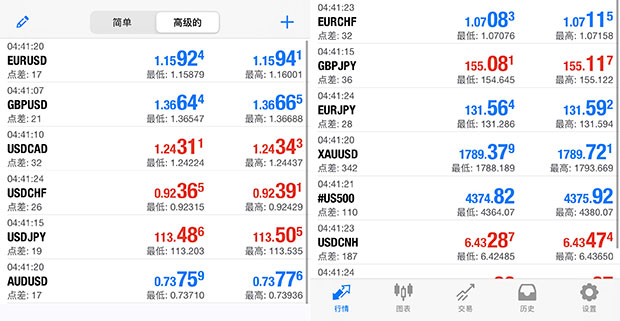 简单 高级的
04:41:20
EURUSD 1.15924 1.15941
点差: 17 最低: 1.15879 最高: 1.16001
04:41:07
GBPUSD 1.36644 1.36665
点差: 21 最低: 1.36547 最高: 1.36688
04:41:10
USDCAD 1.24311 1.24343
点差: 32 最低: 1.24224 最高: 1.24437
04:41:24
USDCHF 0.92365 0.92391
点差: 26 最低: 0.92315 最高: 0.92429
04:41:15
USDJPY 113.486 113.505
点差: 19 最低: 113.203 最高: 113.535
04:41:20
AUDUSD 0.73759 0.73776
点差: 17 最低: 0.73710 最高: 0.73936
04:41:23
EURCHF 1.07083 1.07115
点差: 32 最低: 1.07076 最高: 1.07158
04:41:15
GBPJPY 155.081 155.117
点差: 36 最低: 154.645 最高: 155.122
04:41:24
EURJPY 131.564 131.592
点差: 28 最低: 131.286 最高: 131.594
04:41:20
XAUUSD 1789.379 1789.721
点差: 342 最低: 1788.189 最高: 1793.669
04:41:21
#US500 4374.82 4375.92
点差: 110 最低: 4364.07 最高: 4380.07
04:41:23
USDCNH 6.43287 6.43474
点差: 187 最低: 6.42485 最高: 6.43650
04:41:24
行情 图表 交易 历史 设置